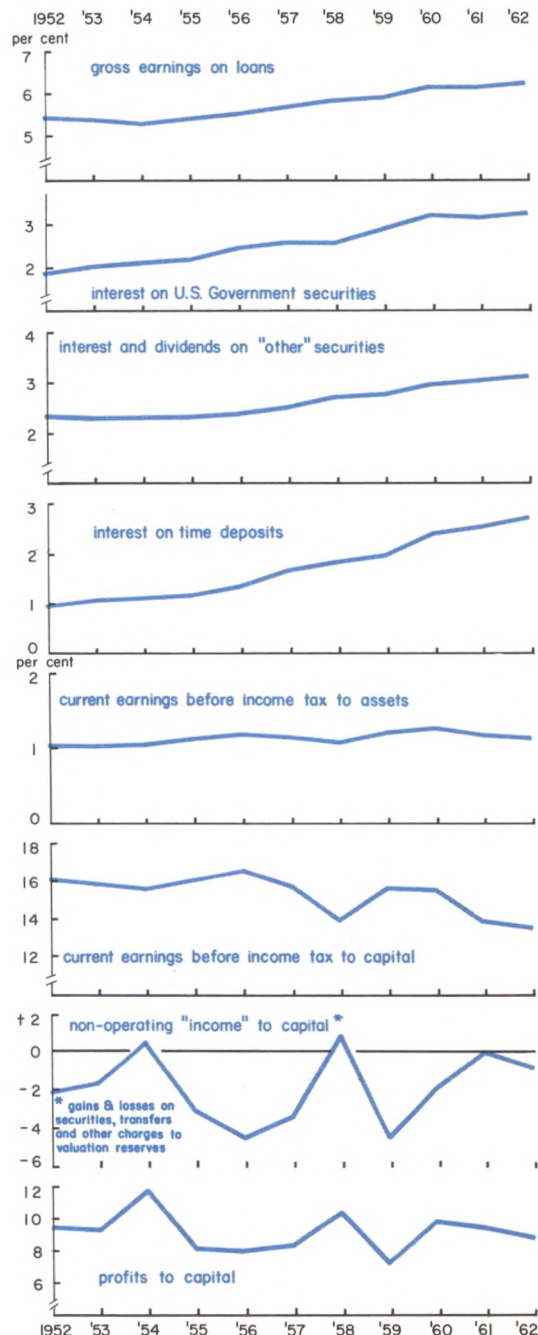 1952 '53 '54 '55 '56 '57 '58 '59 '60 '61 '62
per cent
7
gross earnings on loans
6
5
3
2
interest on U.S. Government securities
4
interest and dividends on "other" securities
3
2
3
interest on time deposits
2
1
0
per cent
2
current earnings before income tax to assets
1
0
18
16
14
12
current earnings before income tax to capital
+2
non-operating "income" to capital *
0
-2
* gains & losses on
securities, transfers
and other charges to
valuation reserves
-4
-6
12
10
8
6
profits to capital
1952 '53 '54 '55 '56 '57 '58 '59 '60 '61 '62